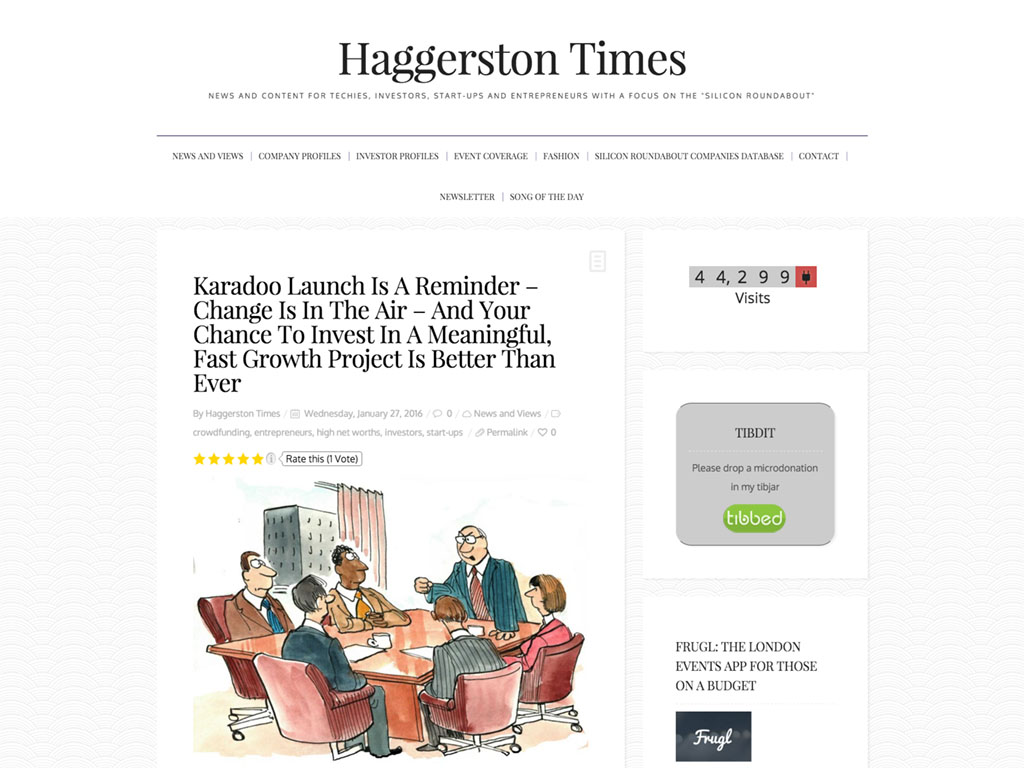 Haggerston Times
NEWS AND CONTENT FOR TECHIES, INVESTORS, START-UPS AND ENTREPRENEURS WITH A FOCUS ON THE "SILICON ROUNDABOUT"
NEWS AND VIEWS | COMPANY PROFILES | INVESTOR PROFILES | EVENT COVERAGE | FASHION | SILICON ROUNDABOUT COMPANIES DATABASE | CONTACT |
NEWSLETTER | SONG OF THE DAY
Karadoo Launch Is A Reminder –
Change Is In The Air – And Your
Chance To Invest In A Meaningful,
Fast Growth Project Is Better Than
Ever
By Haggerston Times / Wednesday, January 27, 2016 / 0 / News and Views /
crowdfunding, entrepreneurs, high net worths, investors, start-ups / Permalink / 0
Rate this (1 Vote)
44,299
Visits
TIBDIT
Please drop a microdonation
in my tibjar
tibbed
FRUGL: THE LONDON
EVENTS APP FOR THOSE
ON A BUDGET
Frugl